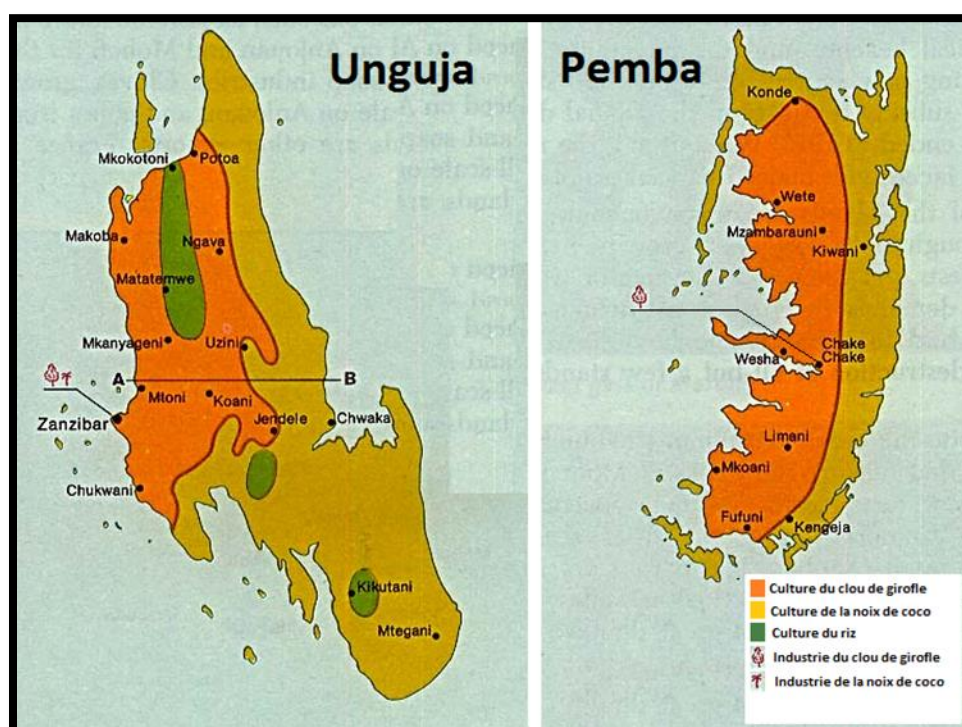 Unguja
Mkokotoni
Potoa
Makoba
Ngava
Matatemwe
Mkanyageni
Uzini
A
B
Mtoni
Koani
Zanzibar
Jendele
Chwaka
Chukwani
Kikutani
Mtegani
Pemba
Konde
Wete
Mzambarauni
Kiwani
Chake
Chake
Wesha
Limani
Mkoani
Fufuni
Kengeja
Culture du clou de girofle
Culture de la noix de coco
Culture du riz
Industrie du clou de girofle
Industrie de la noix de coco